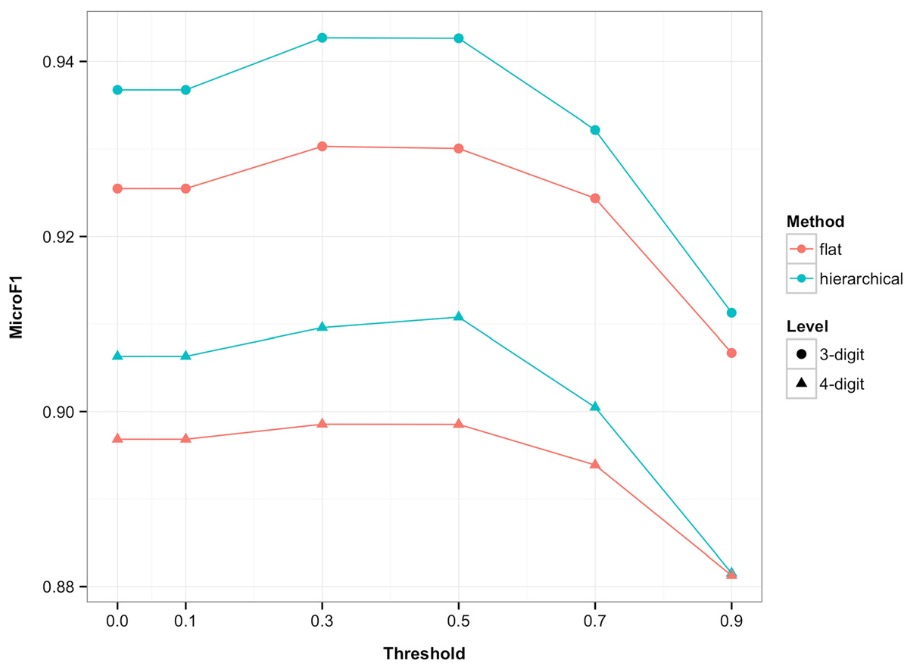 0.94
0.92
0.90
0.88
MicroF1
0.0 0.1 0.3 0.5 0.7 0.9
Threshold
Method
flat
hierarchical
Level
3-digit
4-digit